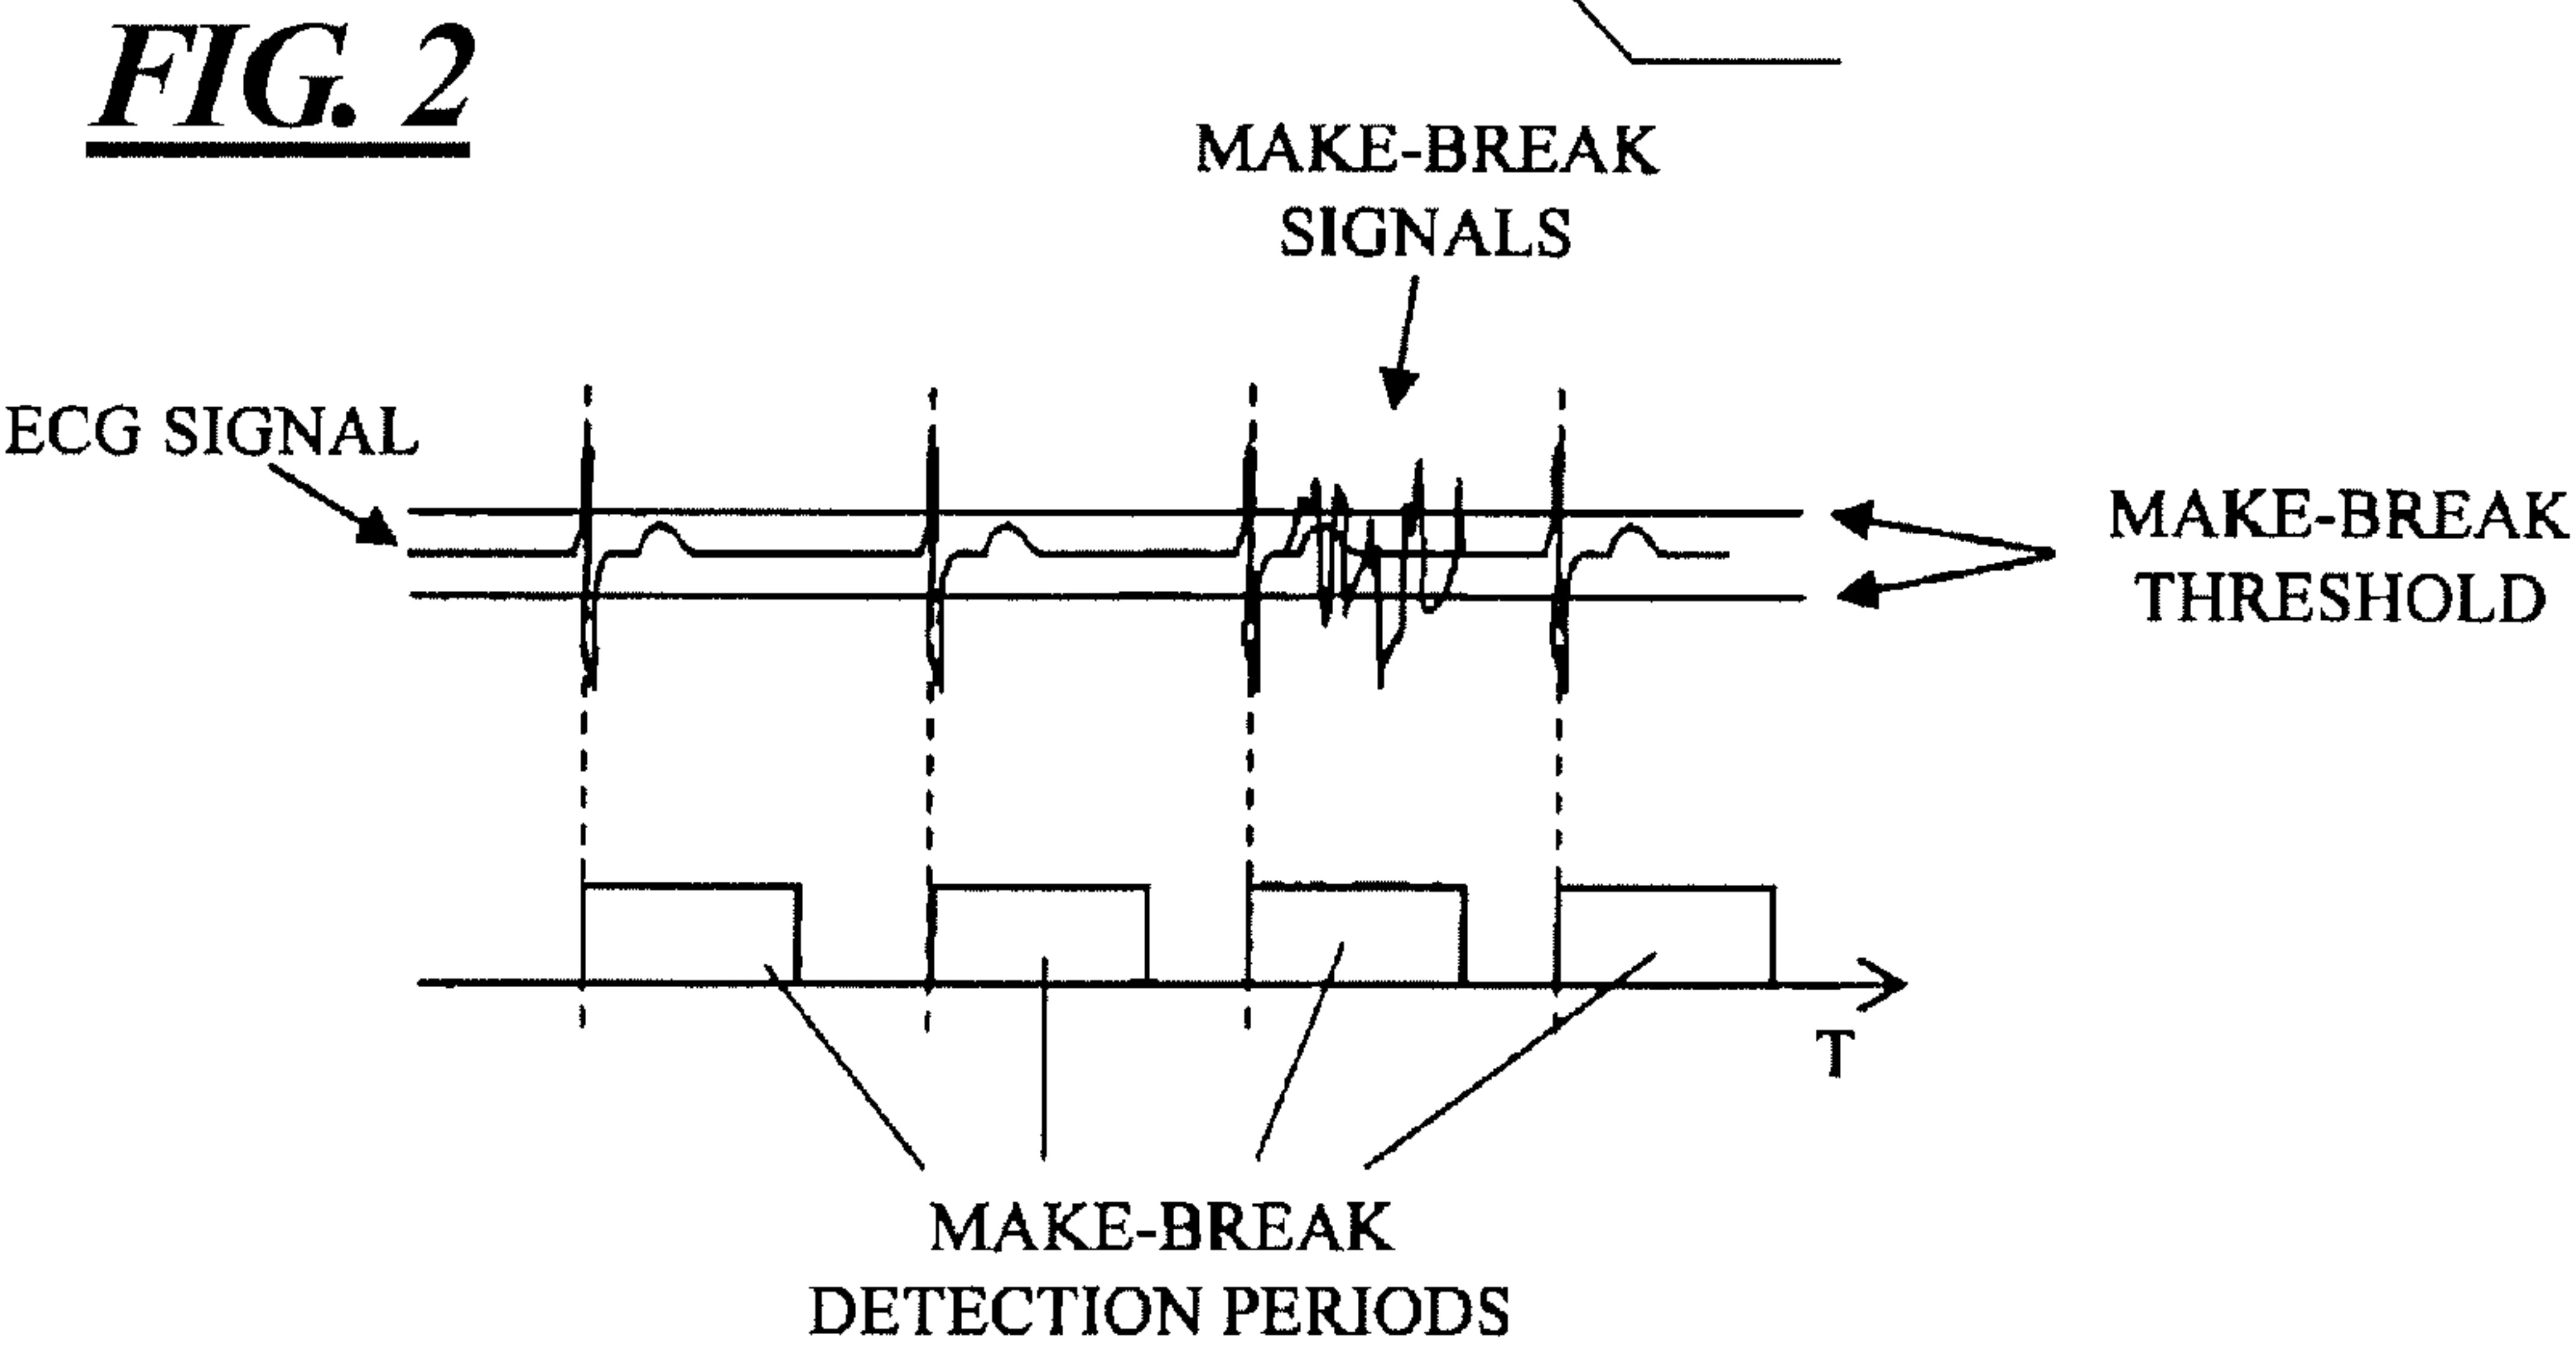 FIG. 2
MAKE-BREAK
SIGNALS
ECG SIGNAL
MAKE-BREAK
THRESHOLD
T
MAKE-BREAK
DETECTION PERIODS